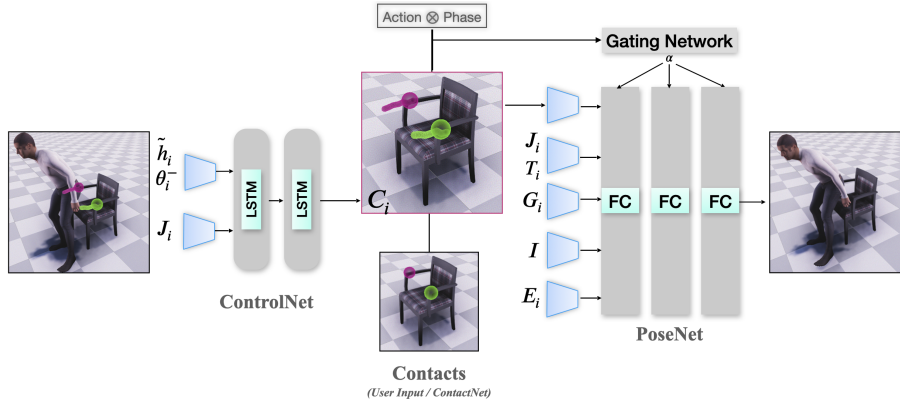 Action ⊗ Phase
Gating Network
α
h̃ᵢ
θᵢ⁻
Jᵢ
LSTM
LSTM
Cᵢ
Jᵢ
Tᵢ
Gᵢ
I
Eᵢ
FC
FC
FC
ControlNet
PoseNet
Contacts
(User Input / ContactNet)